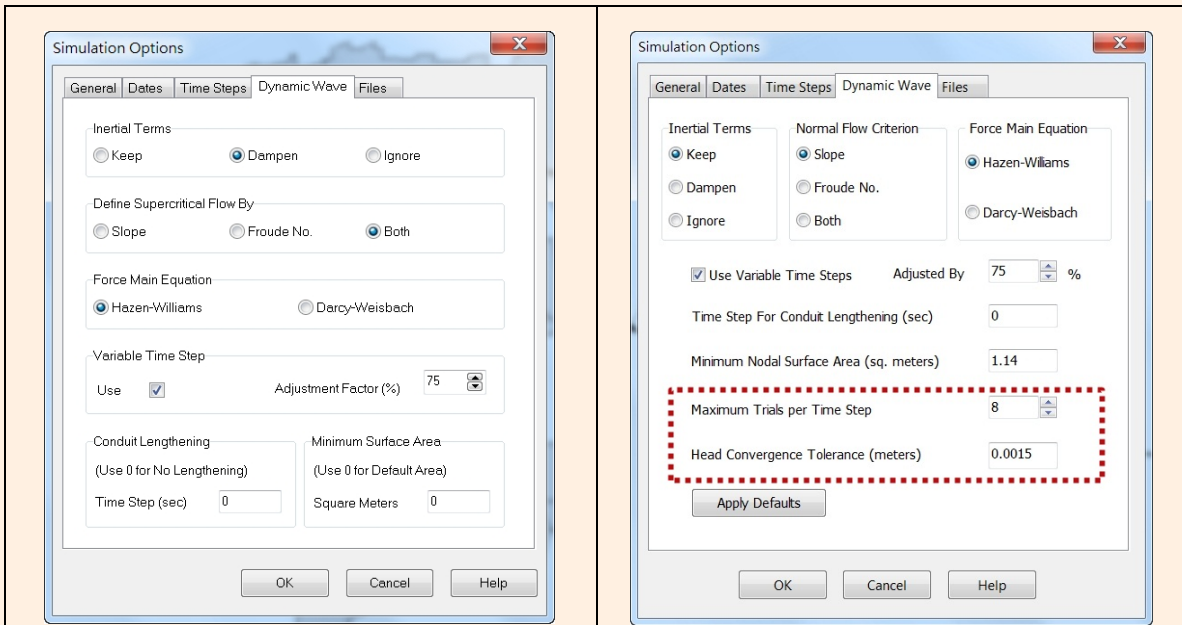 Simulation Options
General Dates Time Steps Dynamic Wave Files
Inertial Terms
Keep Dampen Ignore
Define Supercritical Flow By
Slope Froude No. Both
Force Main Equation
Hazen-Williams Darcy-Weisbach
Variable Time Step
Use Adjustment Factor (%) 75
Conduit Lengthening Minimum Surface Area
(Use 0 for No Lengthening) (Use 0 for Default Area)
Time Step (sec) 0 Square Meters 0
OK Cancel Help
Simulation Options
General Dates Time Steps Dynamic Wave Files
Inertial Terms Normal Flow Criterion Force Main Equation
Keep Slope Hazen-Wiliams
Dampen Froude No.
Darcy-Weisbach
Ignore Both
Use Variable Time Steps Adjusted By 75 %
Time Step For Conduit Lengthening (sec) 0
Minimum Nodal Surface Area (sq. meters) 1.14
Maximum Trials per Time Step 8
Head Convergence Tolerance (meters) 0.0015
Apply Defaults
OK Cancel Help